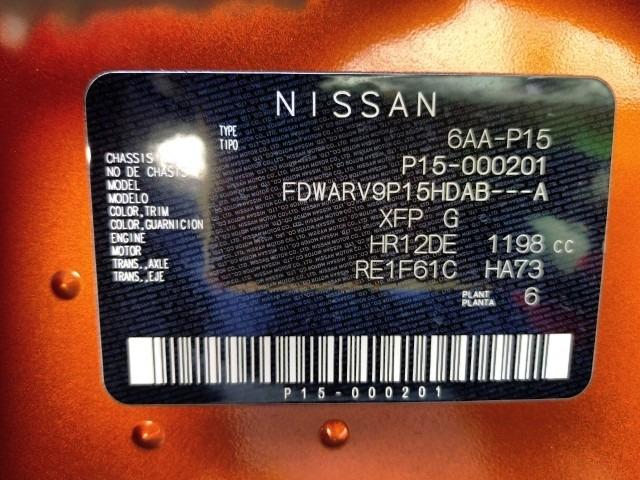 NISSAN
TYPE 6AA-P15
TIPO
CHASSIS P15-000201
NO DE CHASIS
MODEL FDWARV9P15HDAB---A
MODELO
COLOR,TRIM XFP G
COLOR,GUARNICION
ENGINE HR12DE 1198 cc
MOTOR
TRANS.,AXLE RE1F61C HA73
TRANS.,EJE
PLANT 6
PLANTA
P15-000201